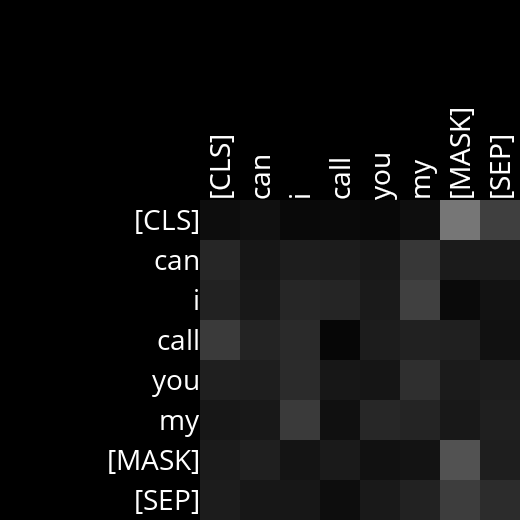 [CLS] can i call you my [MASK] [SEP]
[CLS]
can
i
call
you
my
[MASK]
[SEP]